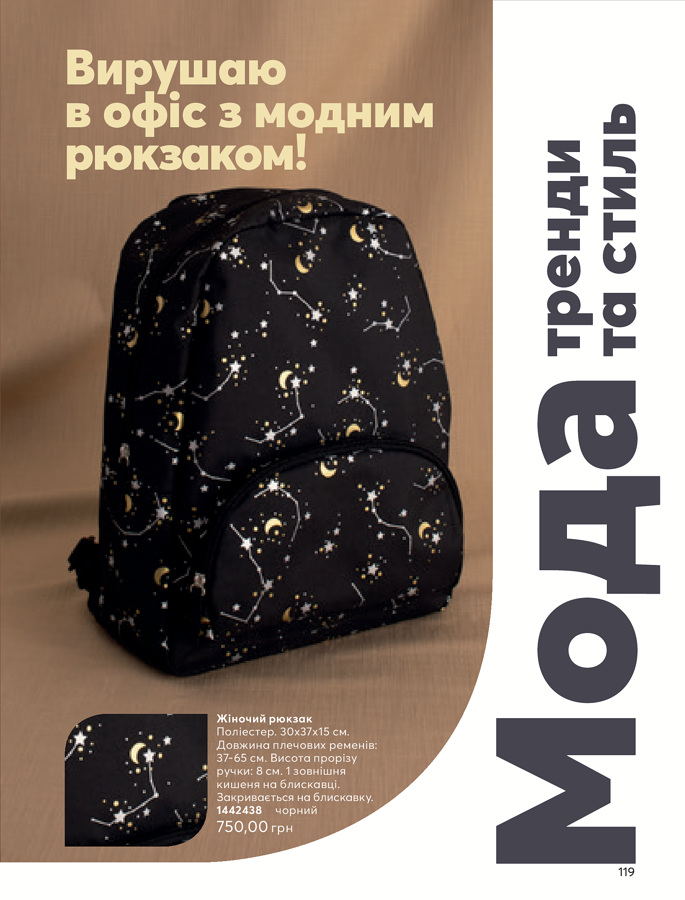 Вирушаю
в офіс з модним
рюкзаком!
Мода
тренди
та стиль
Жіночий рюкзак
Поліестер. 30х37х15 см.
Довжина плечових ременів:
37-65 см. Висота прорізу
ручки: 8 см. 1 зовнішня
кишеня на блискавці.
Закривається на блискавку.
1442438 чорний
750,00 грн
119